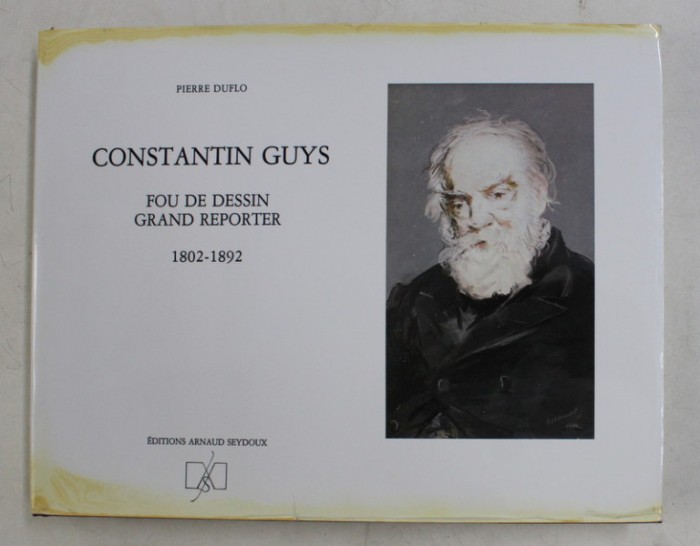 PIERRE DUFLO
CONSTANTIN GUYS
FOU DE DESSIN
GRAND REPORTER
1802-1892
ÉDITIONS ARNAUD SEYDOUX